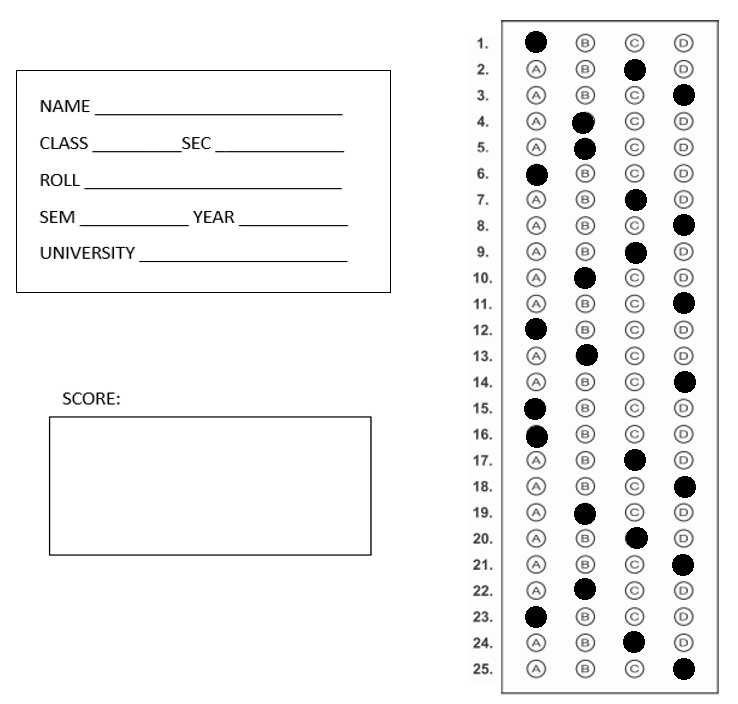 NAME ____________________________
CLASS __________SEC ______________
ROLL ____________________________
SEM ____________ YEAR ____________
UNIVERSITY _______________________
SCORE:
1. B C D
2. A B D
3. A B C
4. A C D
5. A C D
6. B C D
7. A B D
8. A B C
9. A B D
10. A C D
11. A B C
12. B C D
13. A C D
14. A B C
15. B C D
16. B C D
17. A B D
18. A B C
19. A C D
20. A B D
21. A B C
22. A C D
23. B C D
24. A B D
25. A B C